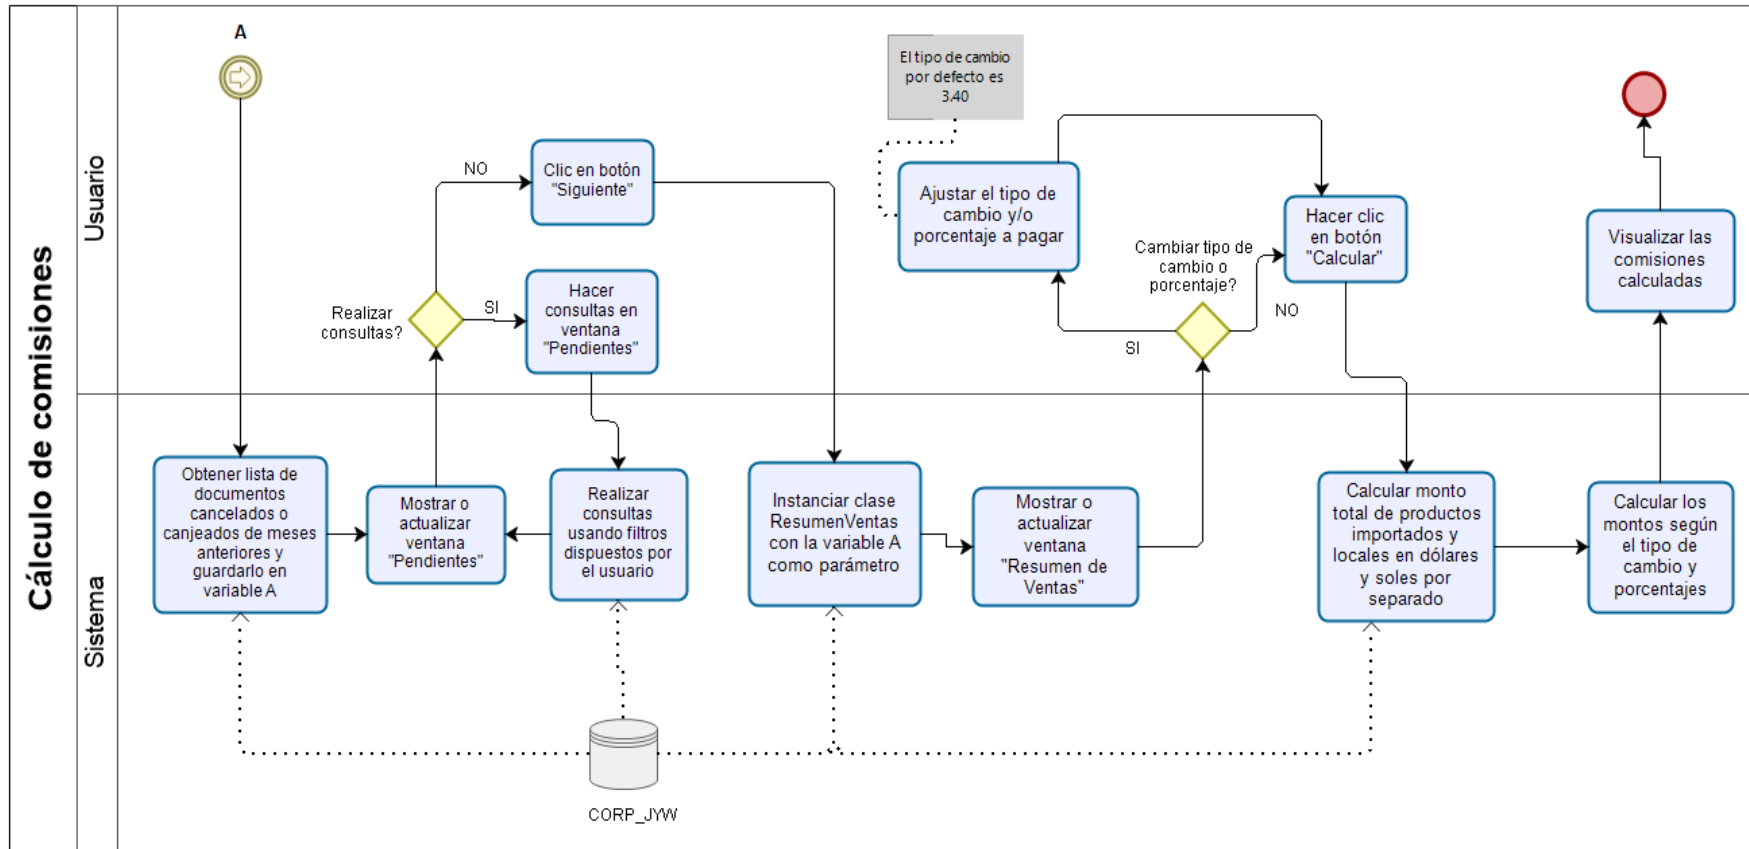 Cálculo de comisiones
Usuario
Sistema
A
El tipo de cambio
por defecto es
3.40
NO
Clic en botón
"Siguiente"
Ajustar el tipo de
cambio y/o
porcentaje a pagar
Hacer clic
en botón
"Calcular"
Visualizar las
comisiones
calculadas
Cambiar tipo de
cambio o
porcentaje?
Realizar
consultas?
SI
Hacer
consultas en
ventana
"Pendientes"
SI
NO
Obtener lista de
documentos
cancelados o
canjeados de meses
anteriores y
guardarlo en
variable A
Mostrar o
actualizar
ventana
"Pendientes"
Realizar
consultas
usando filtros
dispuestos por
el usuario
Instanciar clase
ResumenVentas
con la variable A
como parámetro
Mostrar o
actualizar
ventana
"Resumen de
Ventas"
Calcular monto
total de productos
importados y
locales en dólares
y soles por
separado
Calcular los
montos según
el tipo de
cambio y
porcentajes
CORP_JYW